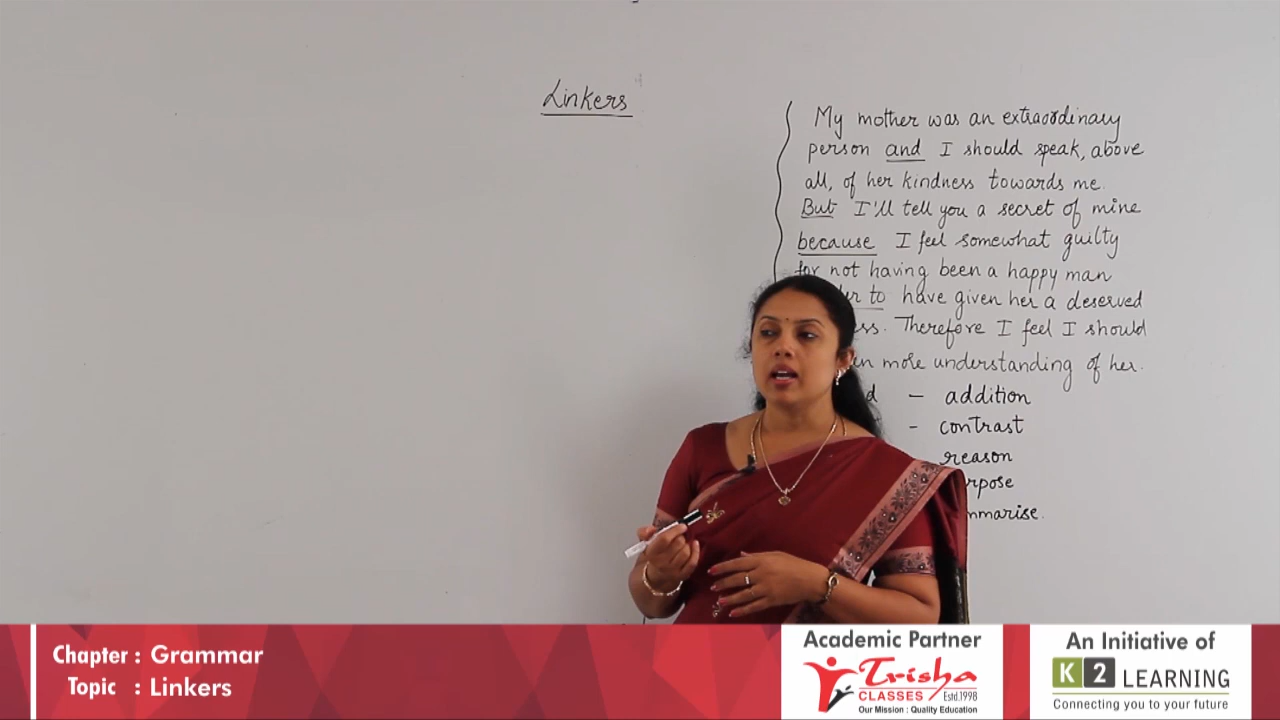 Linkers
My mother was an extraordinary
person and I should speak, above
all, of her kindness towards me.
But I'll tell you a secret of mine
because I feel somewhat guilty
for not having been a happy man
to have given her a deserved
Therefore I feel I should
more understanding of her.
— addition
- contrast
reason
Chapter : Grammar
Topic : Linkers
Academic Partner
Trisha
CLASSES Estd.1998
Our Mission : Quality Education
An Initiative of
K2 LEARNING
Connecting you to your future